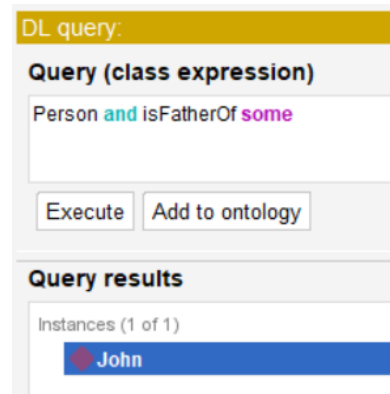 DL query:
Query (class expression)
Person and isFatherOf some
Execute Add to ontology
Query results
Instances (1 of 1)
John